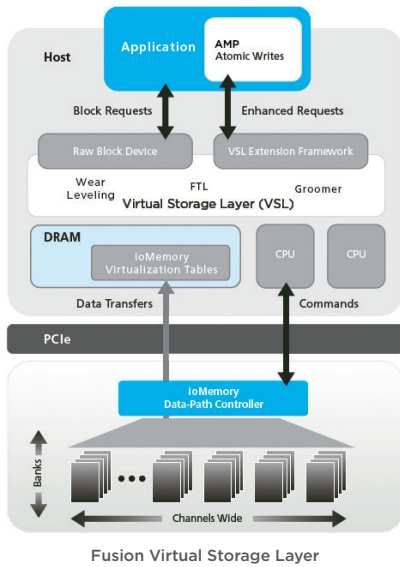 Application
AMP
Atomic Writes
Host
Block Requests
Enhanced Requests
Raw Block Device
VSL Extension Framework
Wear
Leveling
FTL
Groomer
Virtual Storage Layer (VSL)
DRAM
IoMemory
Virtualization Tables
CPU
CPU
Data Transfers
Commands
PCIe
IoMemory
Data-Path Controller
Banks
Channels Wide
Fusion Virtual Storage Layer